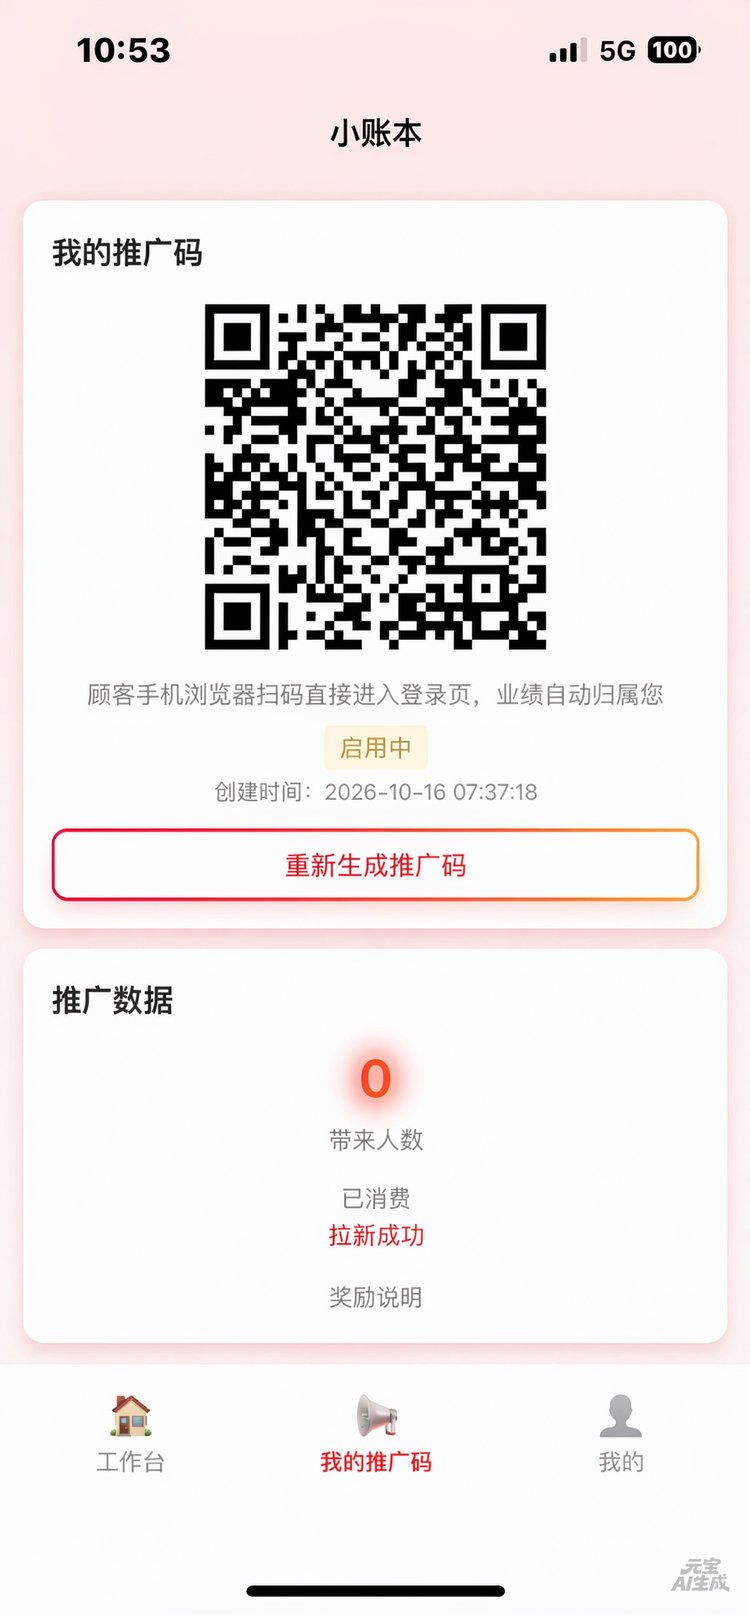 10:53
5G 100
小账本
我的推广码
顾客手机浏览器扫码直接进入登录页，业绩自动归属您
启用中
创建时间：2026-10-16 07:37:18
重新生成推广码
推广数据
0
带来人数
已消费
拉新成功
奖励说明
工作台
我的推广码
我的
元宝
AI生成